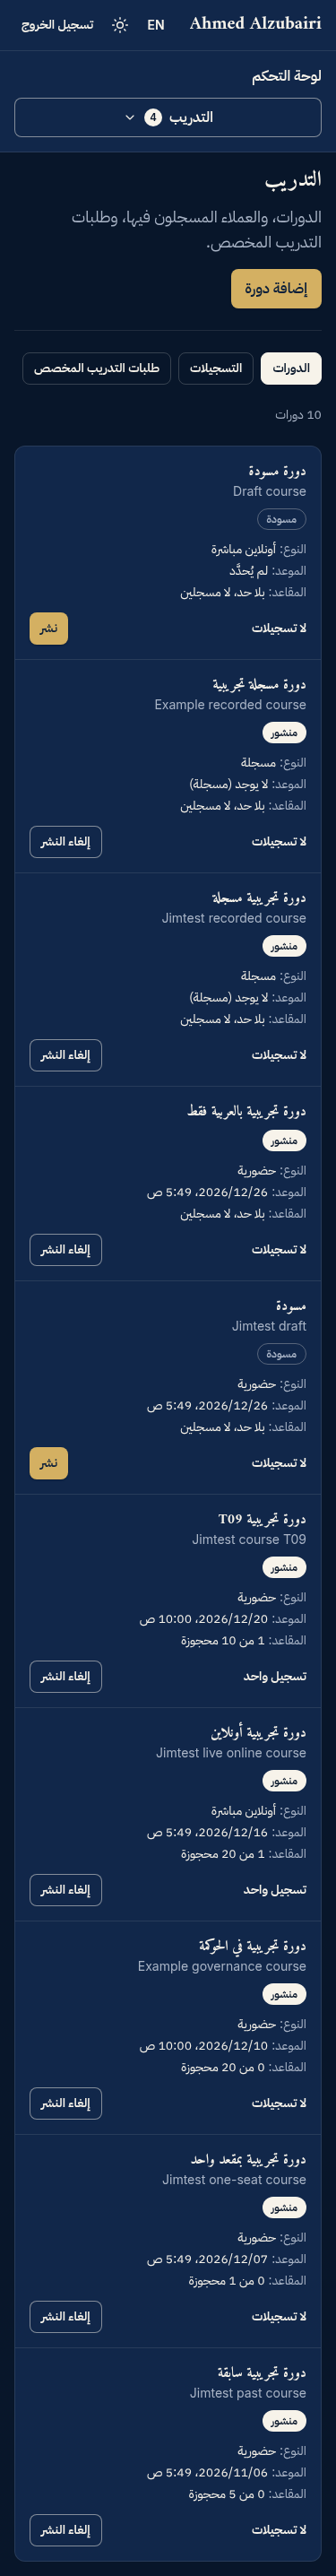 Ahmed Alzubairi
EN
تسجيل الخروج
لوحة التحكم
التدريب 4
التدريب
الدورات، والعملاء المسجلون فيها، وطلبات
التدريب المخصص.
إضافة دورة
الدورات
التسجيلات
طلبات التدريب المخصص
10 دورات
دورة مسودة
Draft course
مسودة
النوع: أونلاين مباشرة
الموعد: لم يُحدَّد
المقاعد: بلا حد، لا مسجلين
لا تسجيلات
نشر
دورة مسجلة تجريبية
Example recorded course
منشور
النوع: مسجلة
الموعد: لا يوجد (مسجلة)
المقاعد: بلا حد، لا مسجلين
لا تسجيلات
إلغاء النشر
دورة تجريبية مسجلة
Jimtest recorded course
منشور
النوع: مسجلة
الموعد: لا يوجد (مسجلة)
المقاعد: بلا حد، لا مسجلين
لا تسجيلات
إلغاء النشر
دورة تجريبية بالعربية فقط
منشور
النوع: حضورية
الموعد: 2026/12/26، 5:49 ص
المقاعد: بلا حد، لا مسجلين
لا تسجيلات
إلغاء النشر
مسودة
Jimtest draft
مسودة
النوع: حضورية
الموعد: 2026/12/26، 5:49 ص
المقاعد: بلا حد، لا مسجلين
لا تسجيلات
نشر
دورة تجريبية T09
Jimtest course T09
منشور
النوع: حضورية
الموعد: 2026/12/20، 10:00 ص
المقاعد: 1 من 10 محجوزة
تسجيل واحد
إلغاء النشر
دورة تجريبية أونلاين
Jimtest live online course
منشور
النوع: أونلاين مباشرة
الموعد: 2026/12/16، 5:49 ص
المقاعد: 1 من 20 محجوزة
تسجيل واحد
إلغاء النشر
دورة تجريبية في الحوكمة
Example governance course
منشور
النوع: حضورية
الموعد: 2026/12/10، 10:00 ص
المقاعد: 0 من 20 محجوزة
لا تسجيلات
إلغاء النشر
دورة تجريبية بمقعد واحد
Jimtest one-seat course
منشور
النوع: حضورية
الموعد: 2026/12/07، 5:49 ص
المقاعد: 0 من 1 محجوزة
لا تسجيلات
إلغاء النشر
دورة تجريبية سابقة
Jimtest past course
منشور
النوع: حضورية
الموعد: 2026/11/06، 5:49 ص
المقاعد: 0 من 5 محجوزة
لا تسجيلات
إلغاء النشر